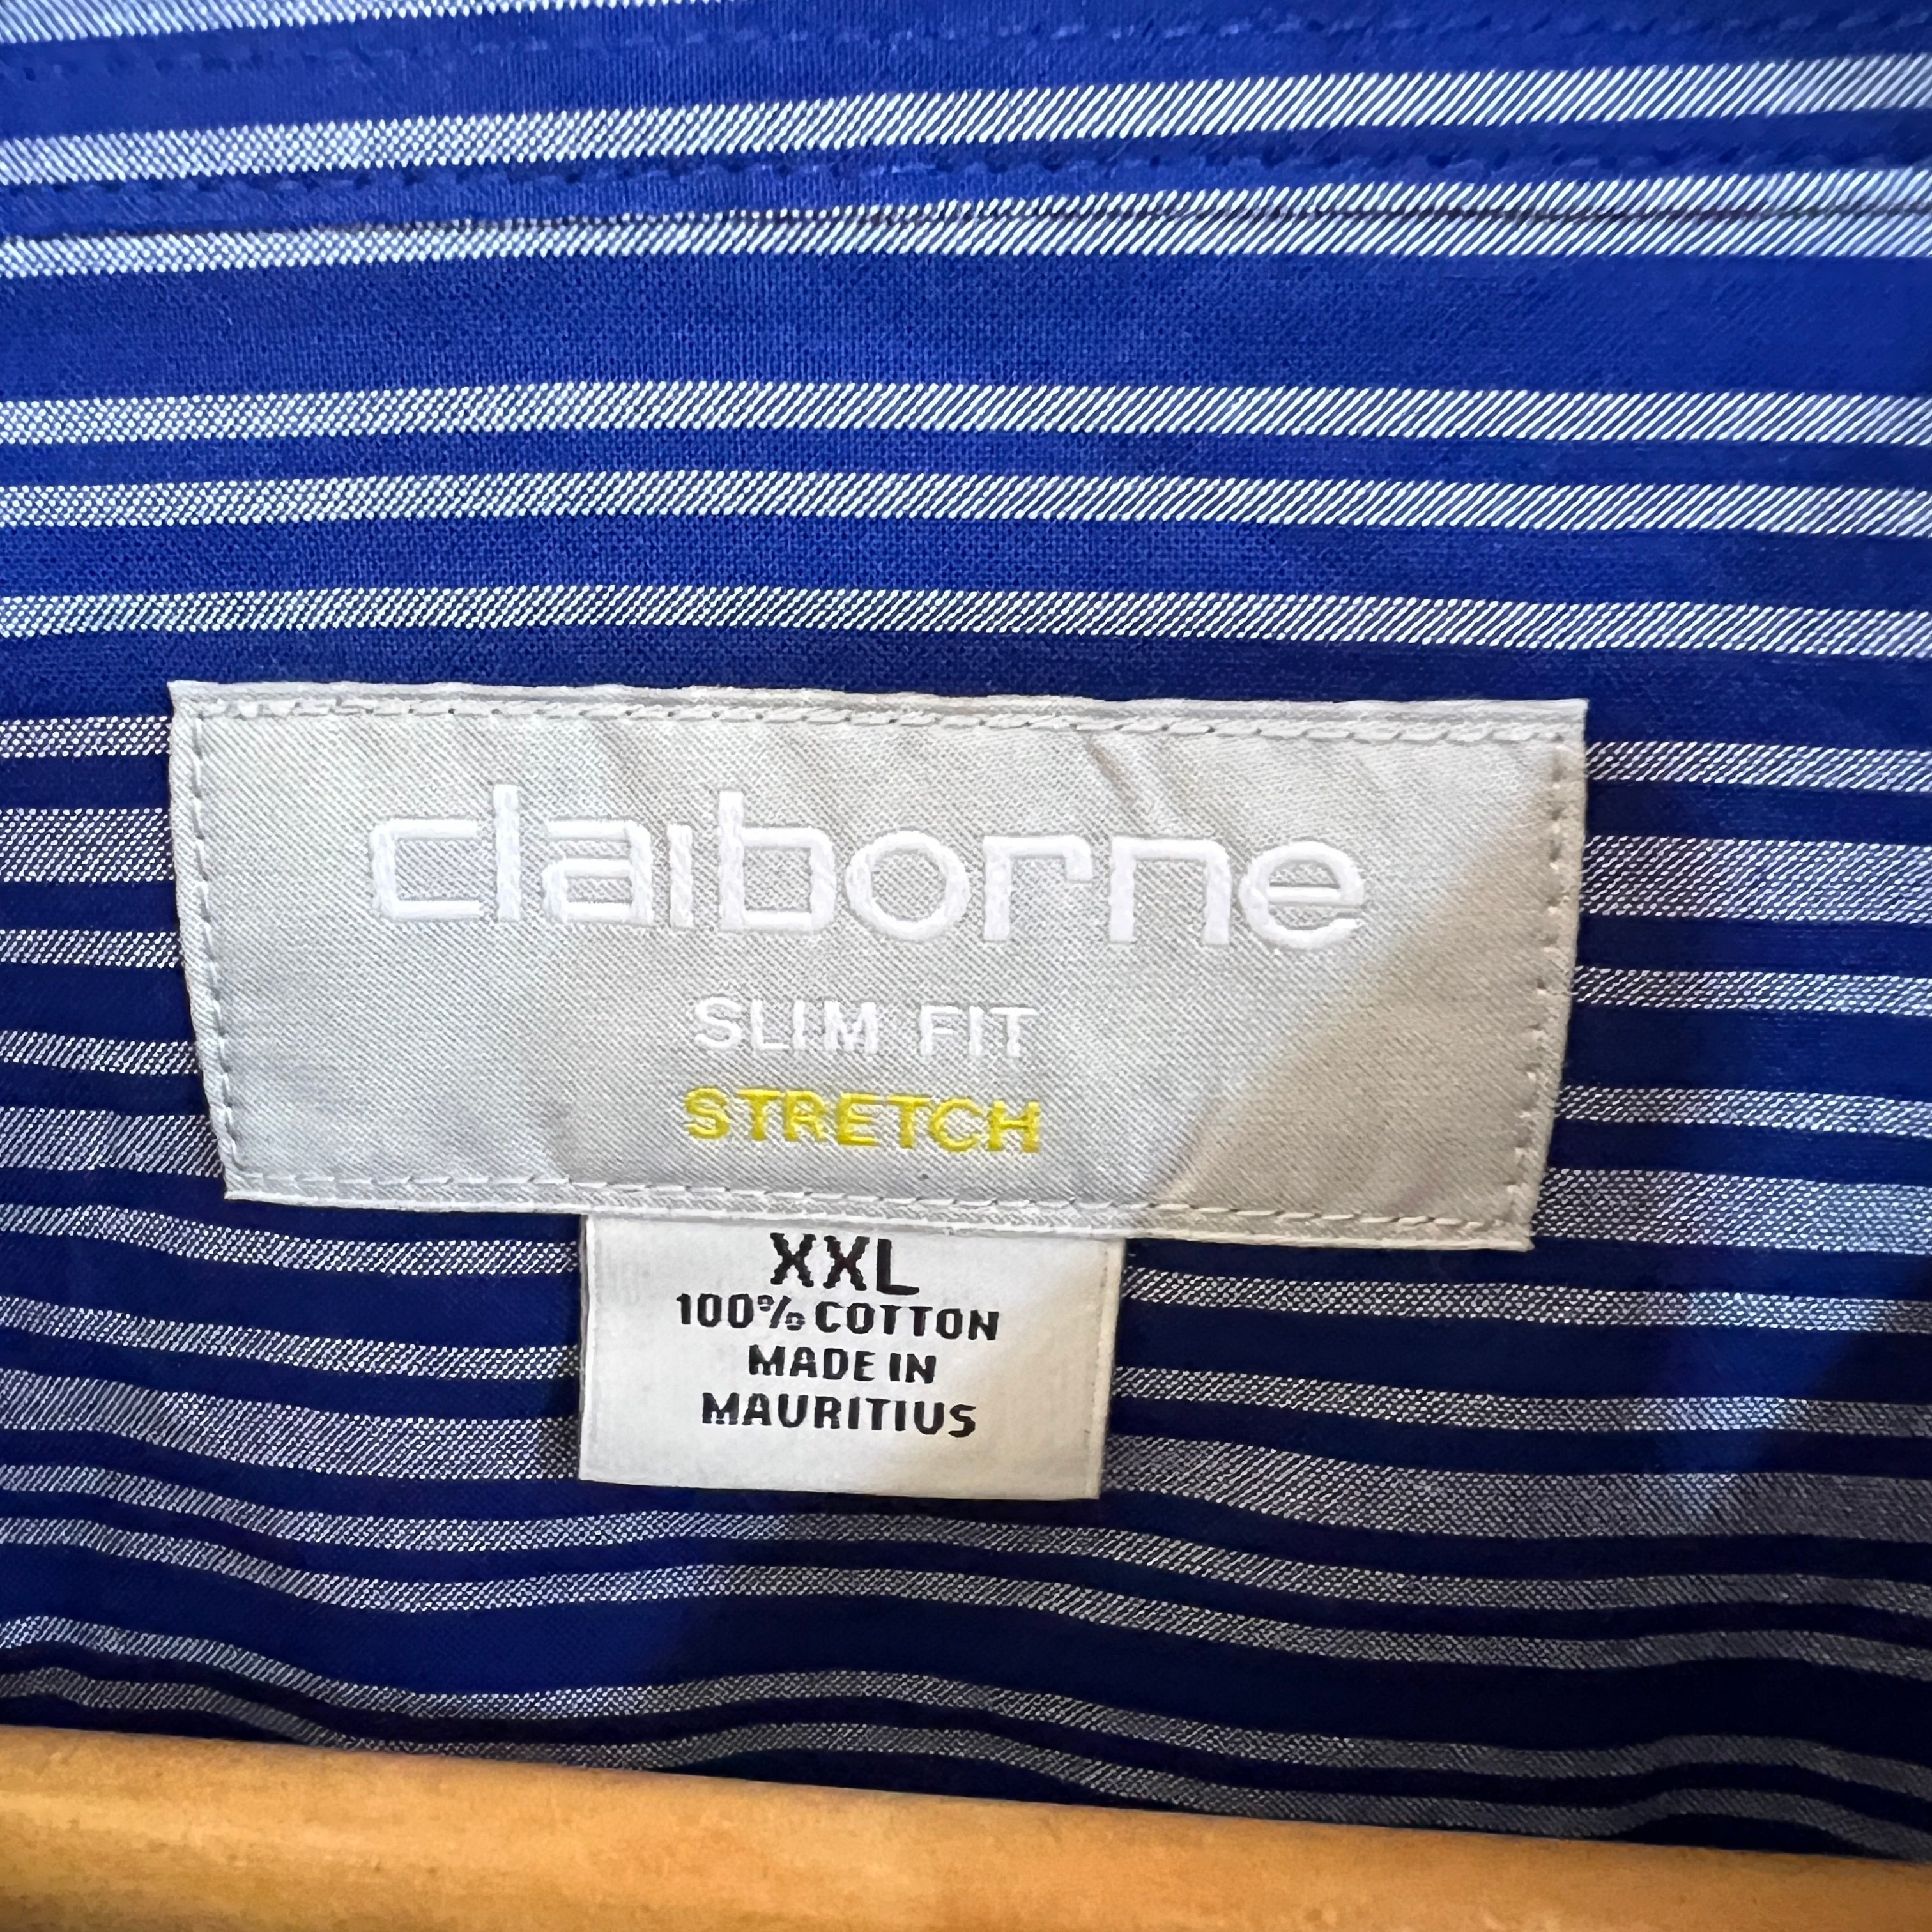 claiborne
SLIM FIT
STRETCH
XXL
100% COTTON
MADE IN
MAURITIUS